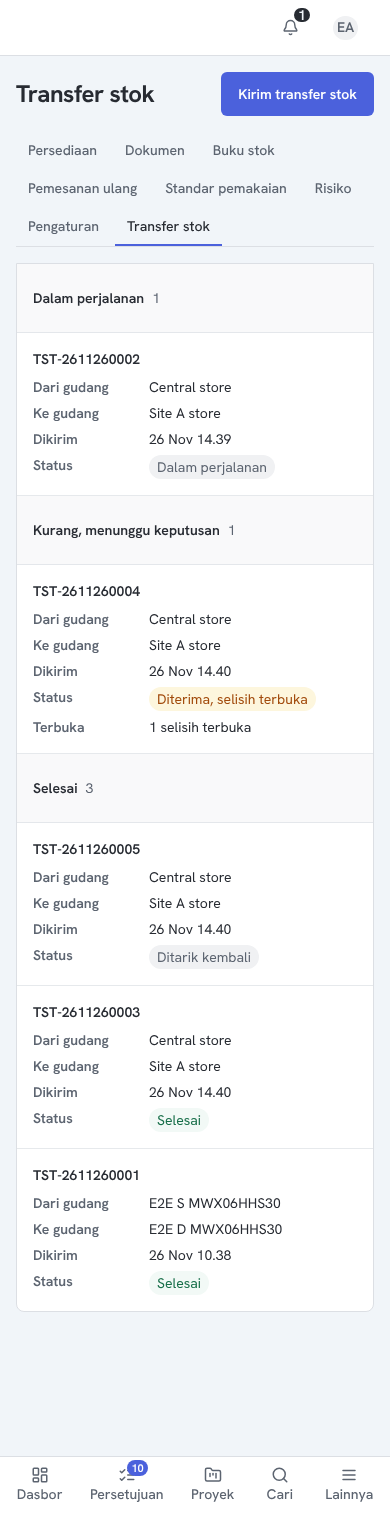 1
EA
Transfer stok
Kirim transfer stok
Persediaan Dokumen Buku stok
Pemesanan ulang Standar pemakaian Risiko
Pengaturan Transfer stok
Dalam perjalanan 1
TST-2611260002
Dari gudang Central store
Ke gudang Site A store
Dikirim 26 Nov 14.39
Status Dalam perjalanan
Kurang, menunggu keputusan 1
TST-2611260004
Dari gudang Central store
Ke gudang Site A store
Dikirim 26 Nov 14.40
Status Diterima, selisih terbuka
Terbuka 1 selisih terbuka
Selesai 3
TST-2611260005
Dari gudang Central store
Ke gudang Site A store
Dikirim 26 Nov 14.40
Status Ditarik kembali
TST-2611260003
Dari gudang Central store
Ke gudang Site A store
Dikirim 26 Nov 14.40
Status Selesai
TST-2611260001
Dari gudang E2E S MWX06HHS30
Ke gudang E2E D MWX06HHS30
Dikirim 26 Nov 10.38
Status Selesai
10
Dasbor Persetujuan Proyek Cari Lainnya